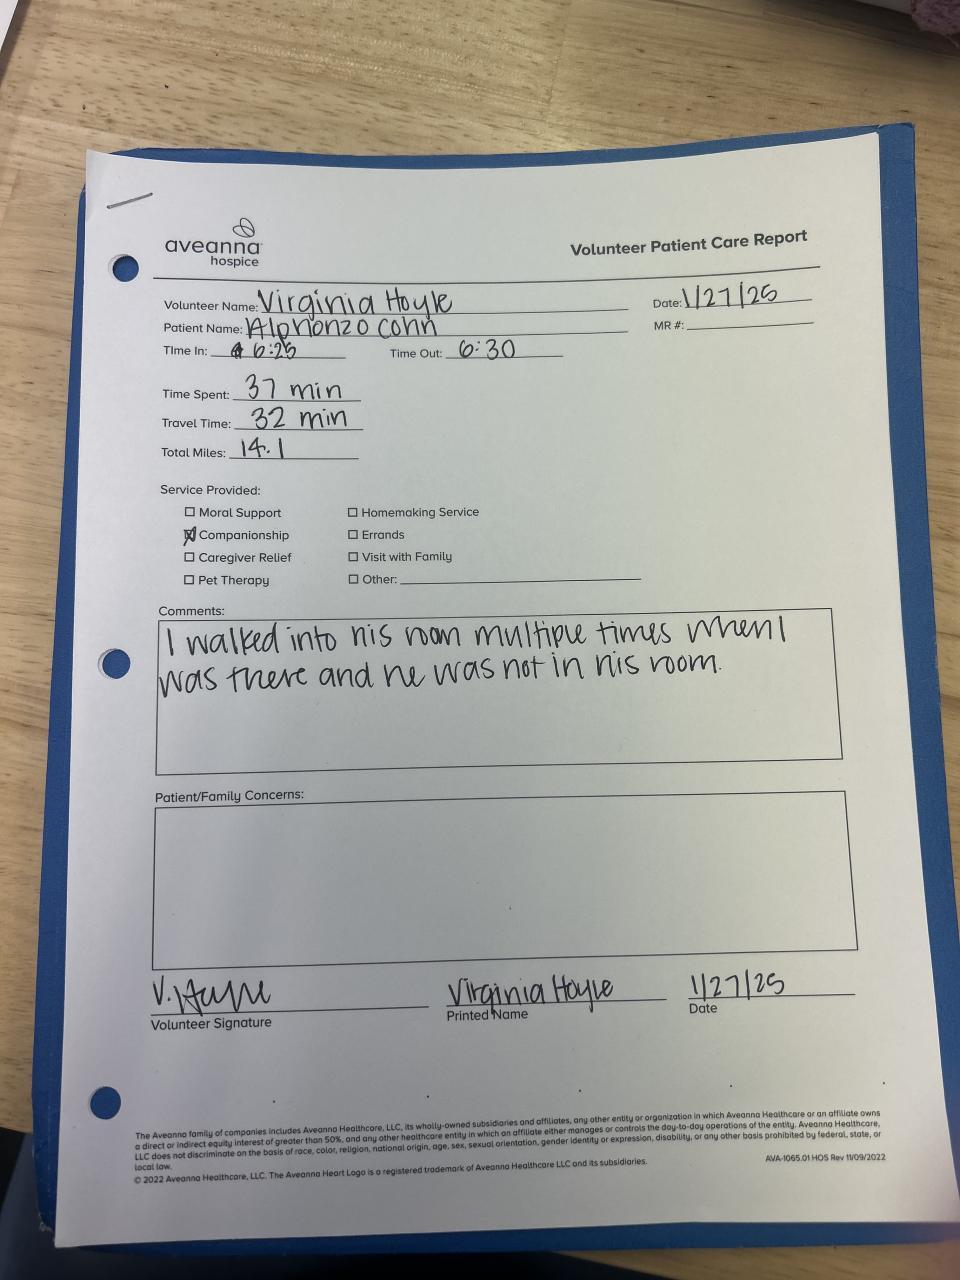 aveanna
hospice
Volunteer Patient Care Report
Volunteer Name: Virginia Hoyle
Date: 1/27/25
Patient Name: Alphonzo Cohn
MR #:
Time In: 6:25 Time Out: 6:30
Time Spent: 37 min
Travel Time: 32 min
Total Miles: 14.1
Service Provided:
☐ Moral Support ☐ Homemaking Service
☒ Companionship ☐ Errands
☐ Caregiver Relief ☐ Visit with Family
☐ Pet Therapy ☐ Other:
Comments:
I walked into his room multiple times when I
was there and he was not in his room.
Patient/Family Concerns:
V. Hoyle Virginia Hoyle 1/27/25
Volunteer Signature Printed Name Date
The Aveanna family of companies includes Aveanna Healthcare, LLC, its wholly-owned subsidiaries and affiliates, any other entity or organization in which Aveanna Healthcare or an affiliate owns
a direct or indirect equity interest of greater than 50%, and any other healthcare entity in which an affiliate either manages or controls the day-to-day operations of the entity. Aveanna Healthcare,
LLC does not discriminate on the basis of race, color, religion, national origin, age, sex, sexual orientation, gender identity or expression, disability, or any other basis prohibited by federal, state, or
local law.
© 2022 Aveanna Healthcare, LLC. The Aveanna Heart Logo is a registered trademark of Aveanna Healthcare LLC and its subsidiaries.
AVA-1065.01 HOS Rev 11/09/2022